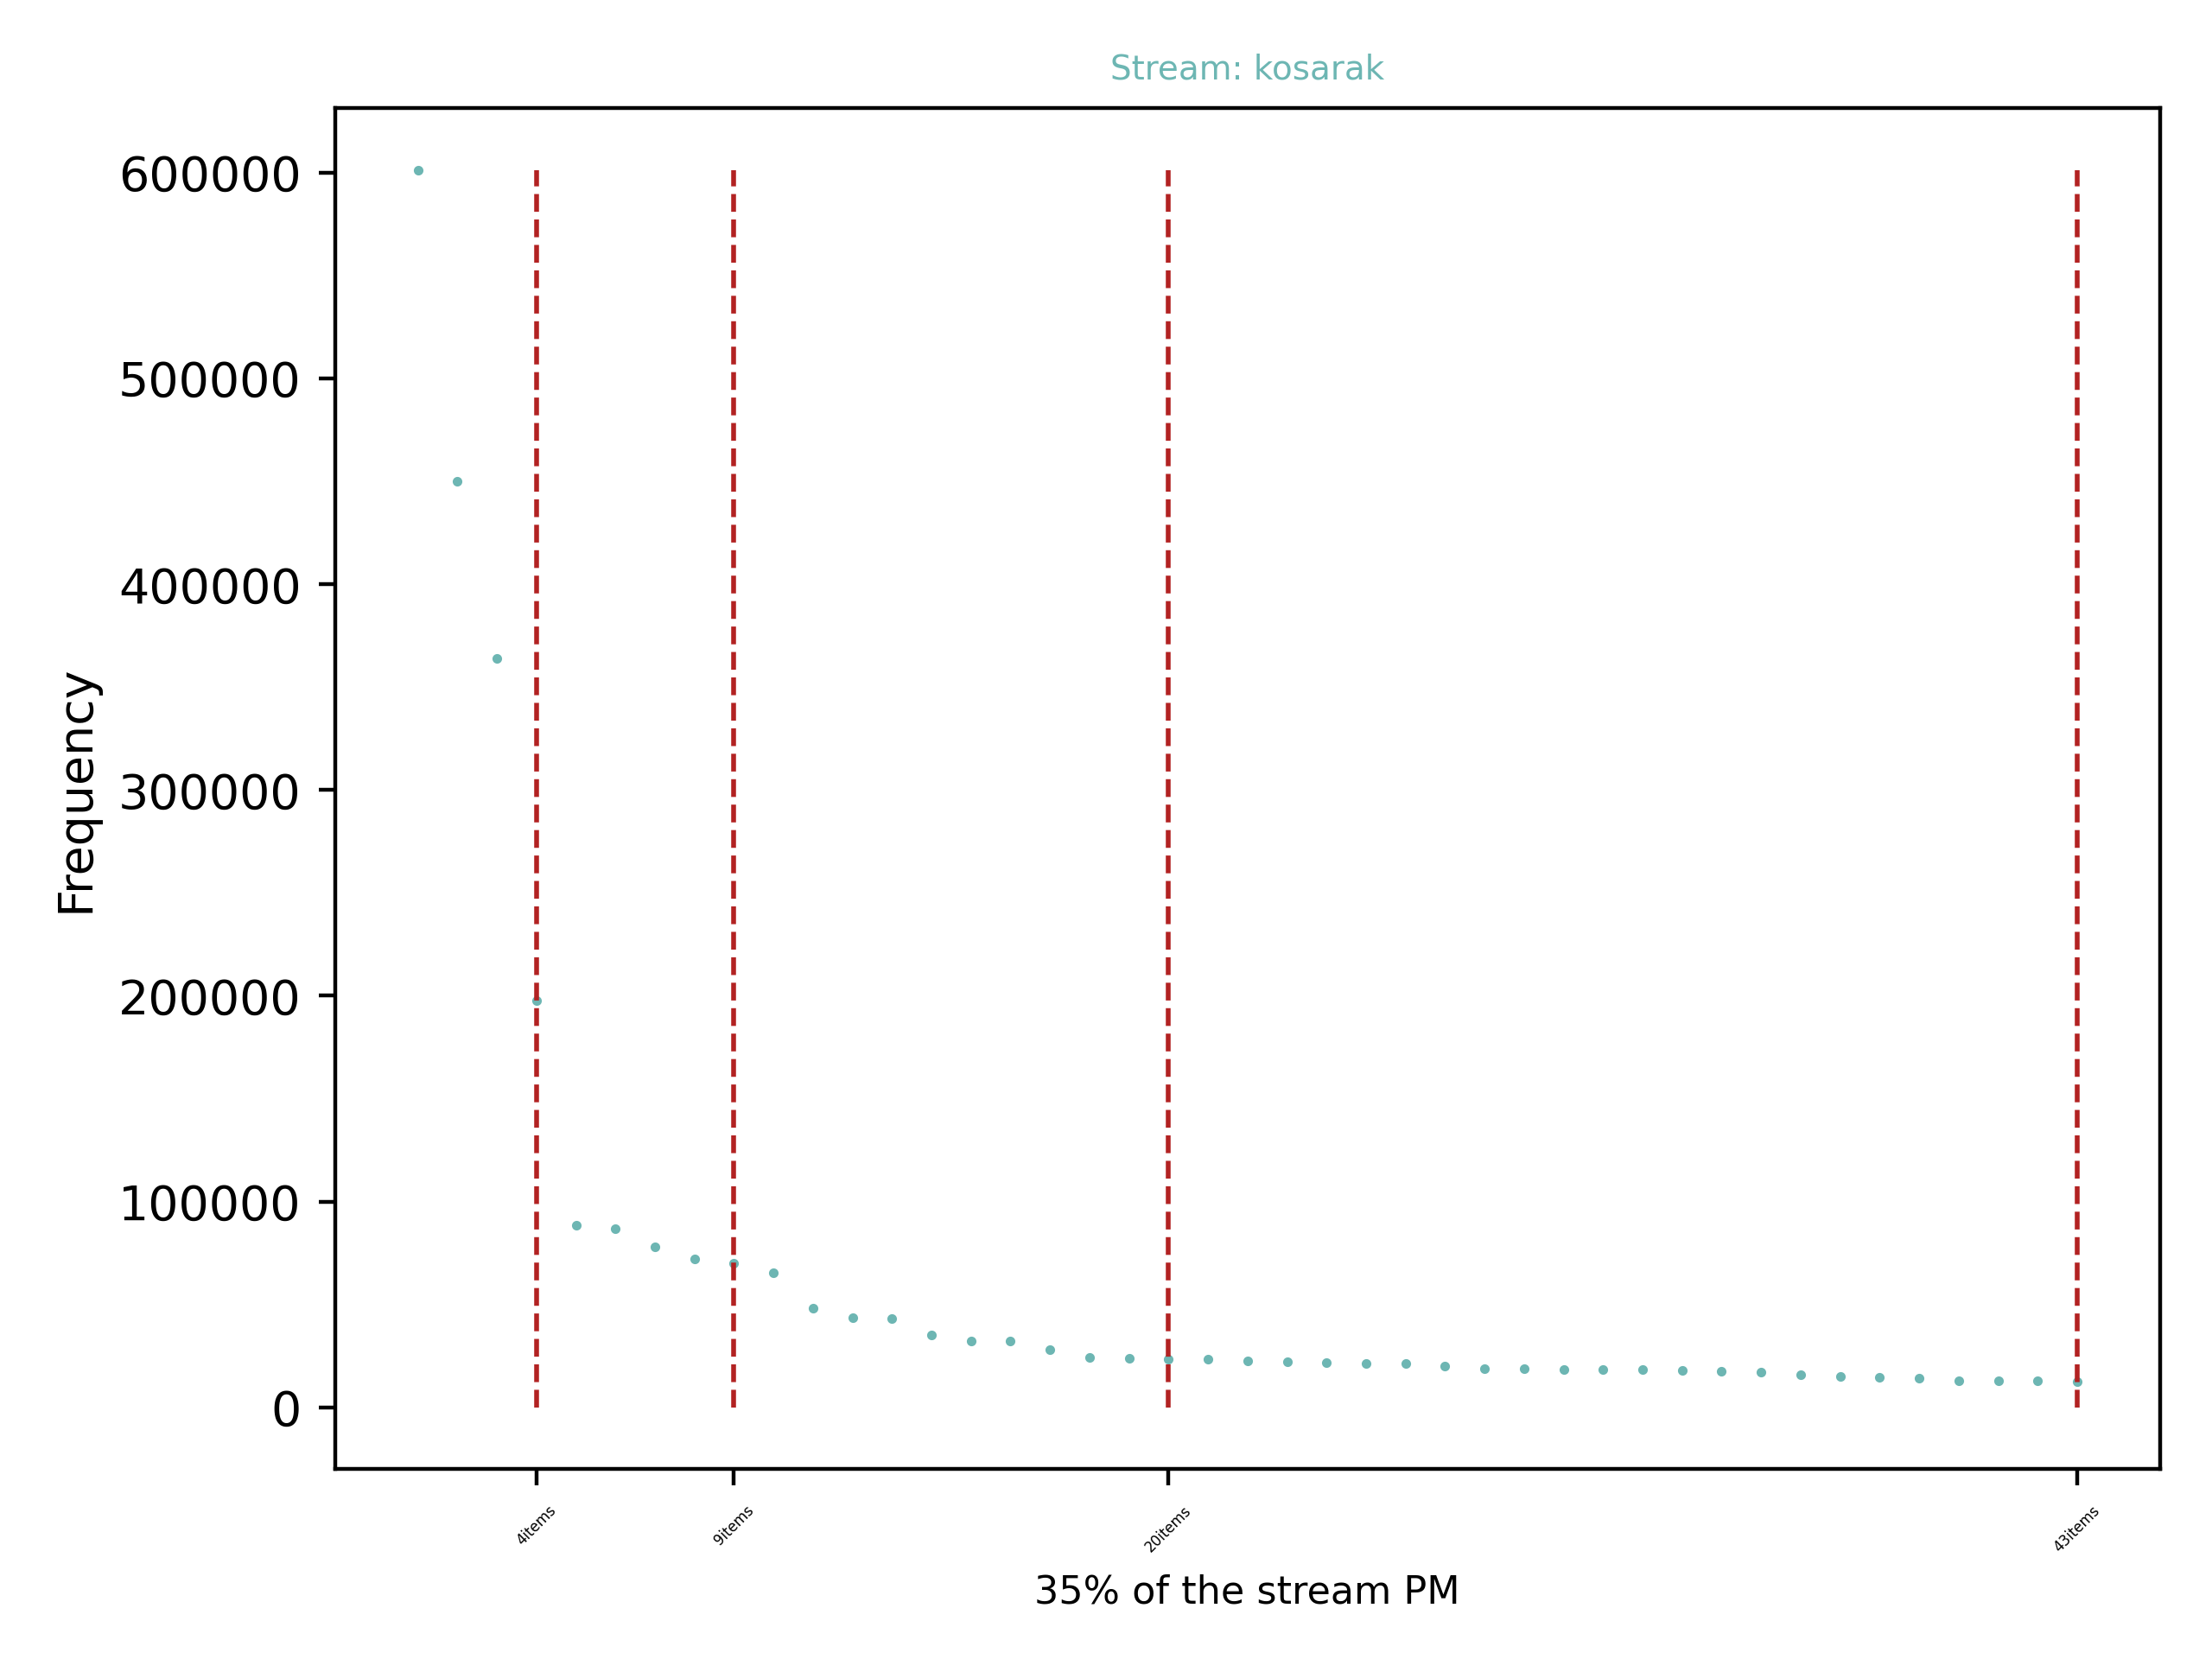 Stream: kosarak
600000
500000
400000
300000
200000
100000
0
Frequency
4items
9items
20items
43items
35% of the stream PM